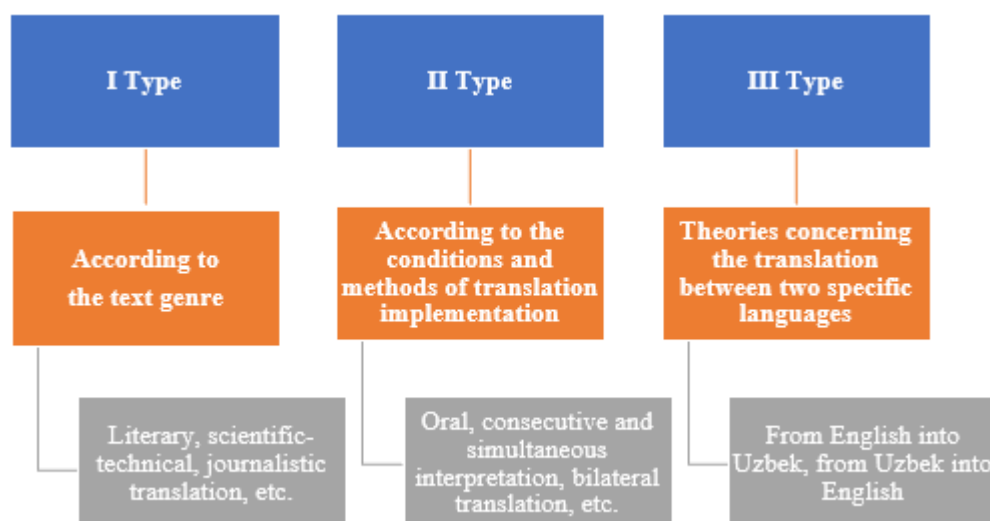 I Type
II Type
III Type
According to
the text genre
According to the
conditions and
methods of translation
implementation
Theories concerning
the translation
between two specific
languages
Literary, scientific-
technical, journalistic
translation, etc.
Oral, consecutive and
simultaneous
interpretation, bilateral
translation, etc.
From English into
Uzbek, from Uzbek into
English